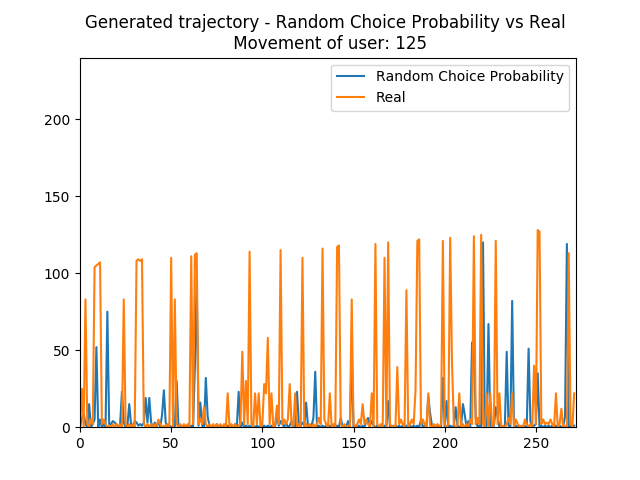 Generated trajectory - Random Choice Probability vs Real
Movement of user: 125
Random Choice Probability
Real
200
150
100
50
0
0 50 100 150 200 250